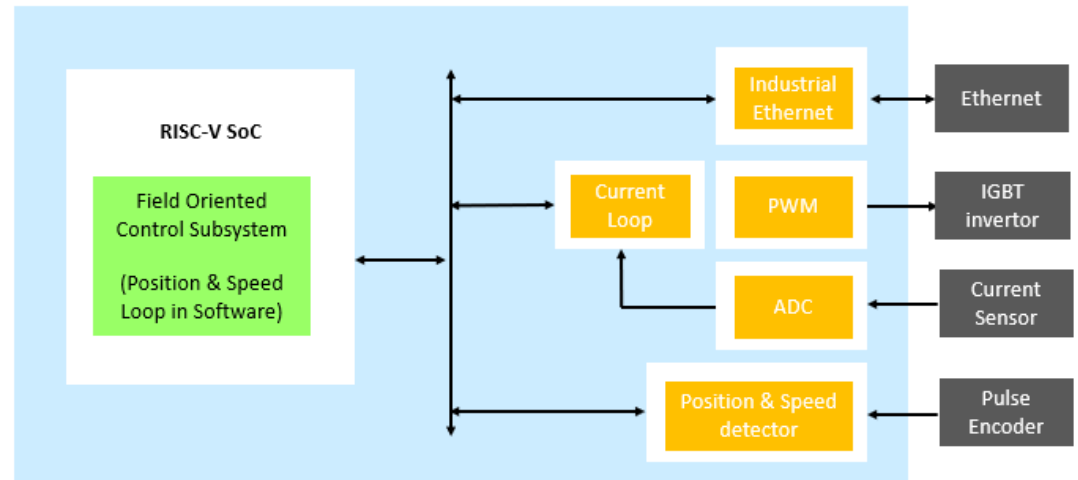 RISC-V SoC
Field Oriented
Control Subsystem
(Position & Speed
Loop in Software)
Industrial
Ethernet
Ethernet
Current
Loop
PWM
IGBT
invertor
ADC
Current
Sensor
Position & Speed
detector
Pulse
Encoder